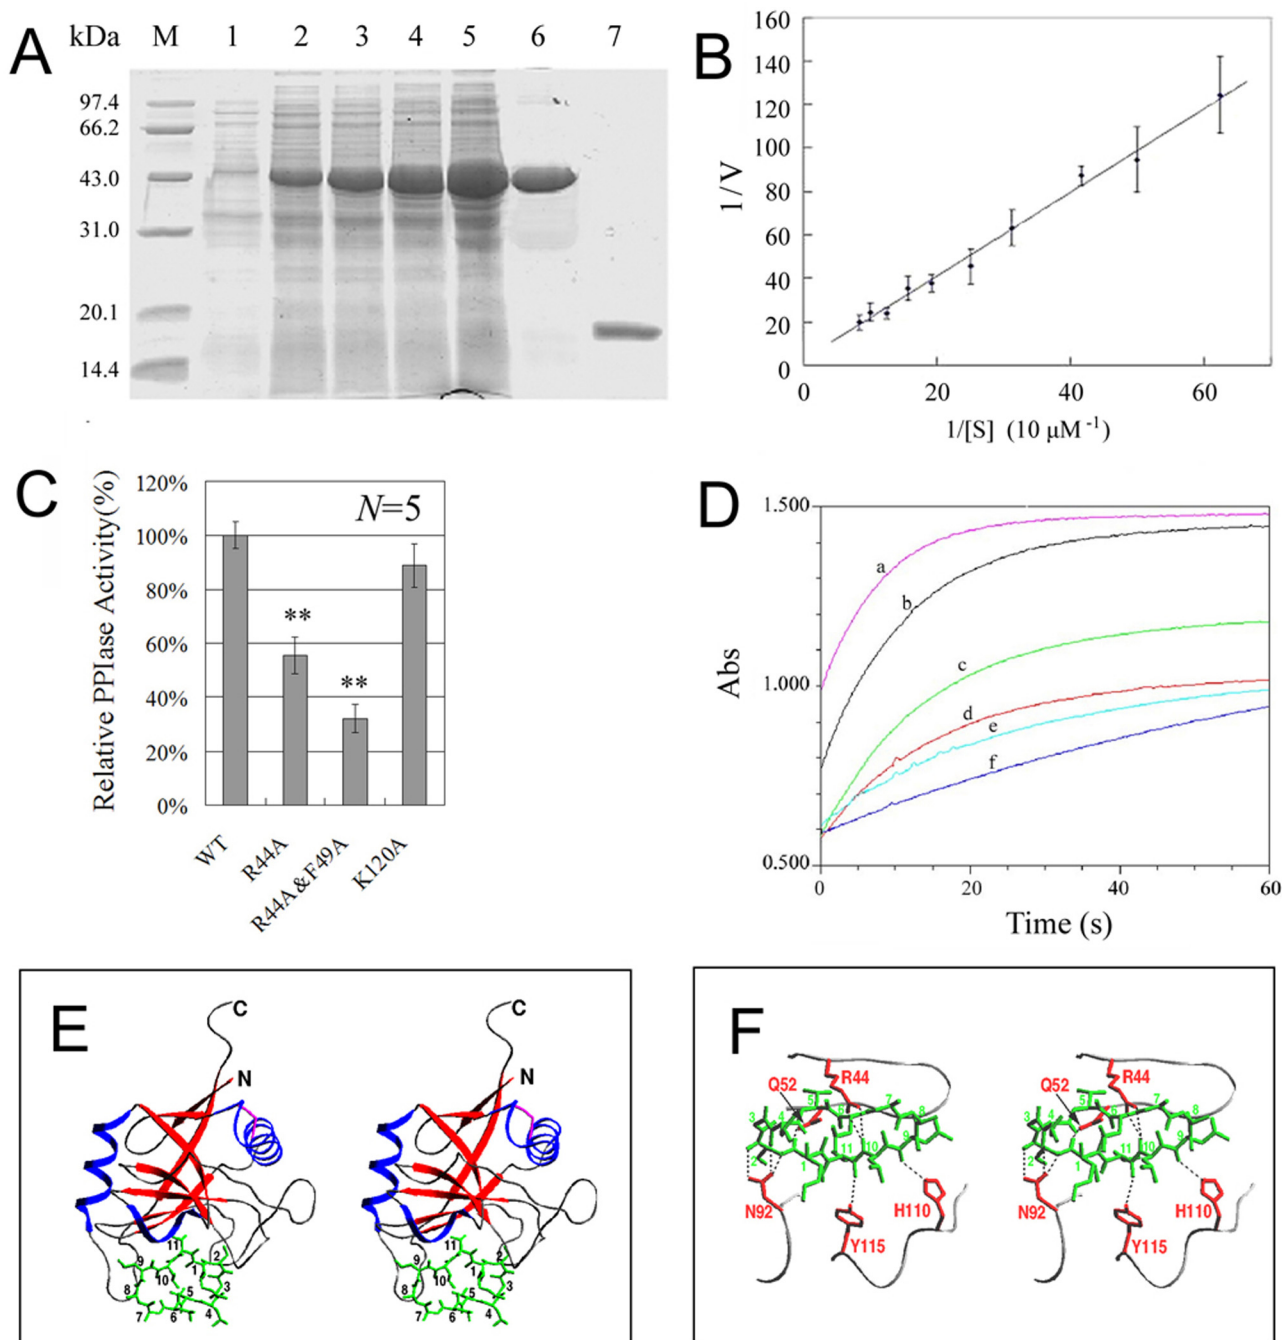 A
kDa M 1 2 3 4 5 6 7
97.4
66.2
43.0
31.0
20.1
14.4
B
1/V
160
140
120
100
80
60
40
20
0
0 20 40 60
1/[S] (10 μM⁻¹)
C
Relative PPIase Activity(%)
N=5
120%
100%
80%
60%
40%
20%
0%
**
**
WT
R44A
R44A&F49A
K120A
D
Abs
1.500
1.000
0.500
a
b
c
d
e
f
0 20 40 60
Time (s)
E
C
N
11
9 2
10 1
8 5 3
7 6 4
C
N
11
9 2
10 1
8 5 3
7 6 4
F
Q52
R44
5 7
3 4 6 8
9
2 1 11 10
N92
Y115
H110
Q52
R44
5 7
3 4 6 8
9
2 1 11 10
N92
Y115
H110